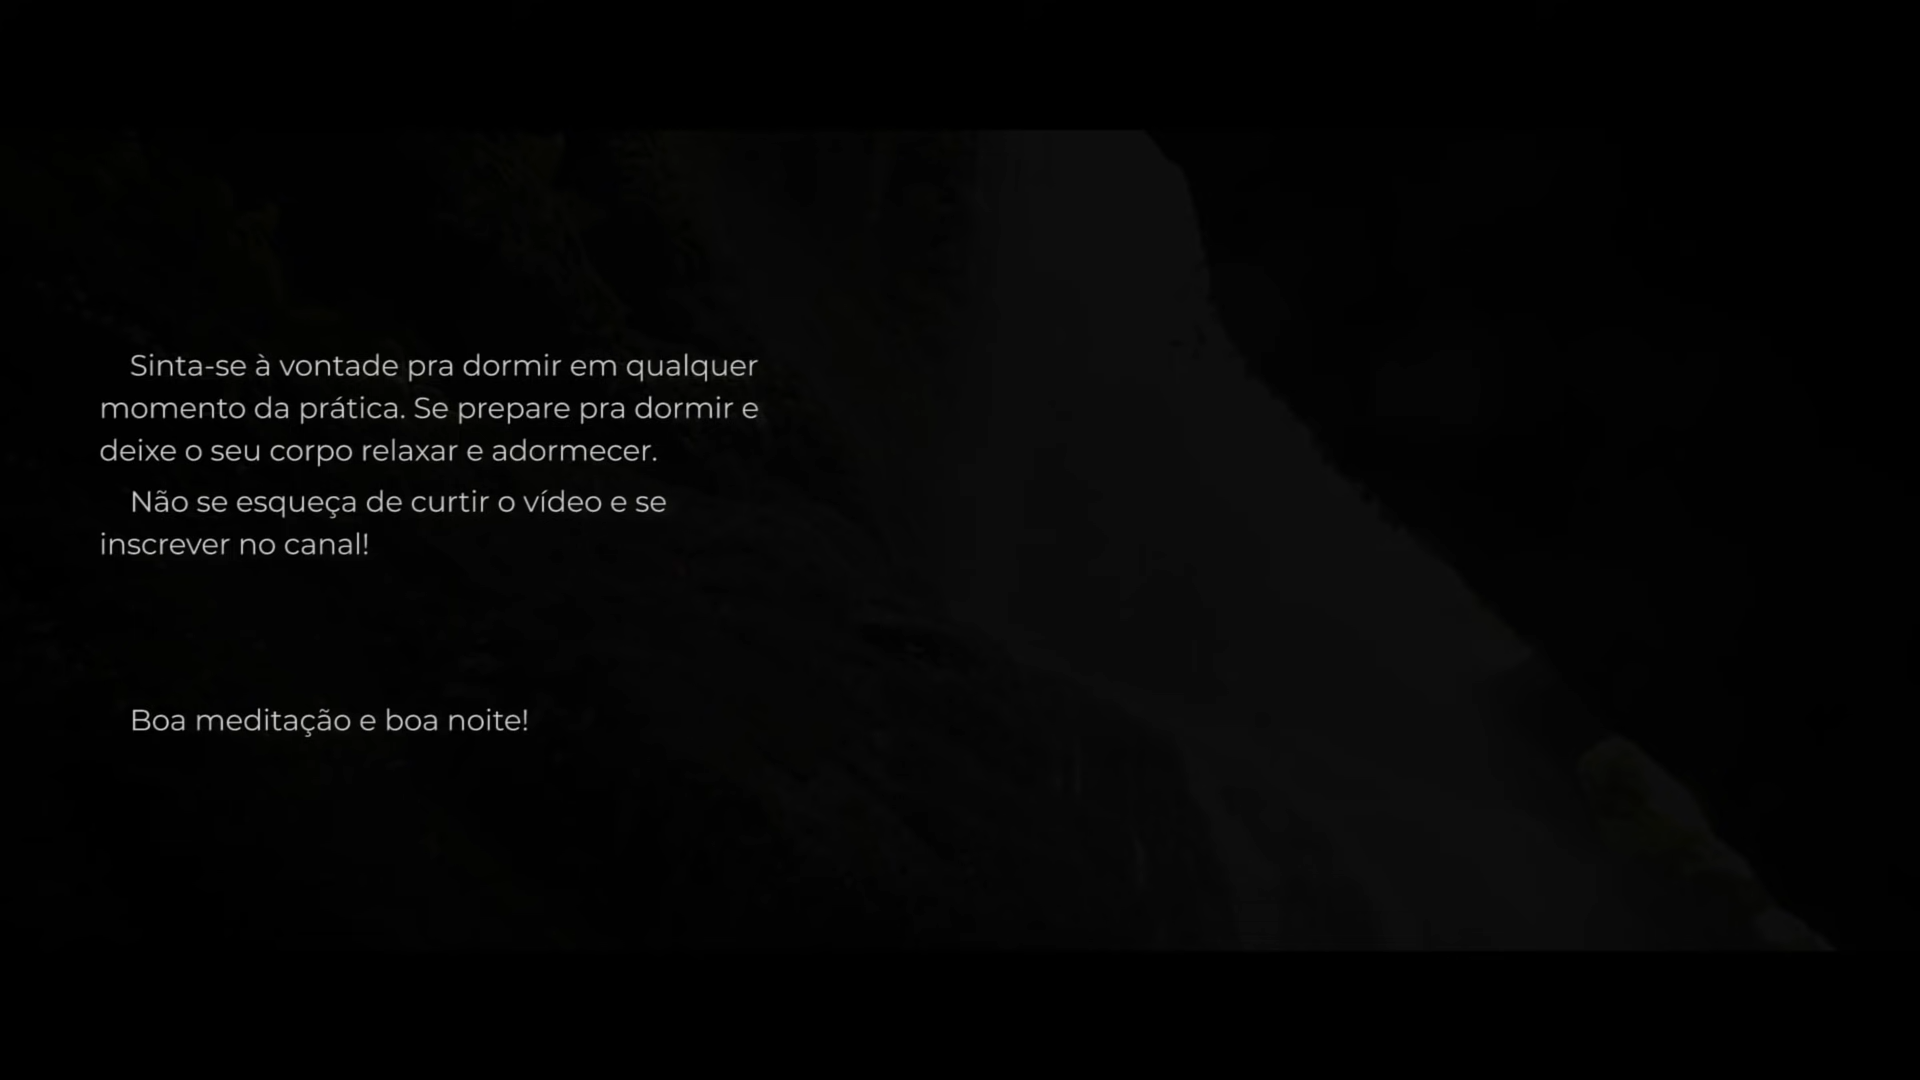 Sinta-se à vontade pra dormir em qualquer
momento da prática. Se prepare pra dormir e
deixe o seu corpo relaxar e adormecer.
Não se esqueça de curtir o vídeo e se
inscrever no canal!
Boa meditação e boa noite!